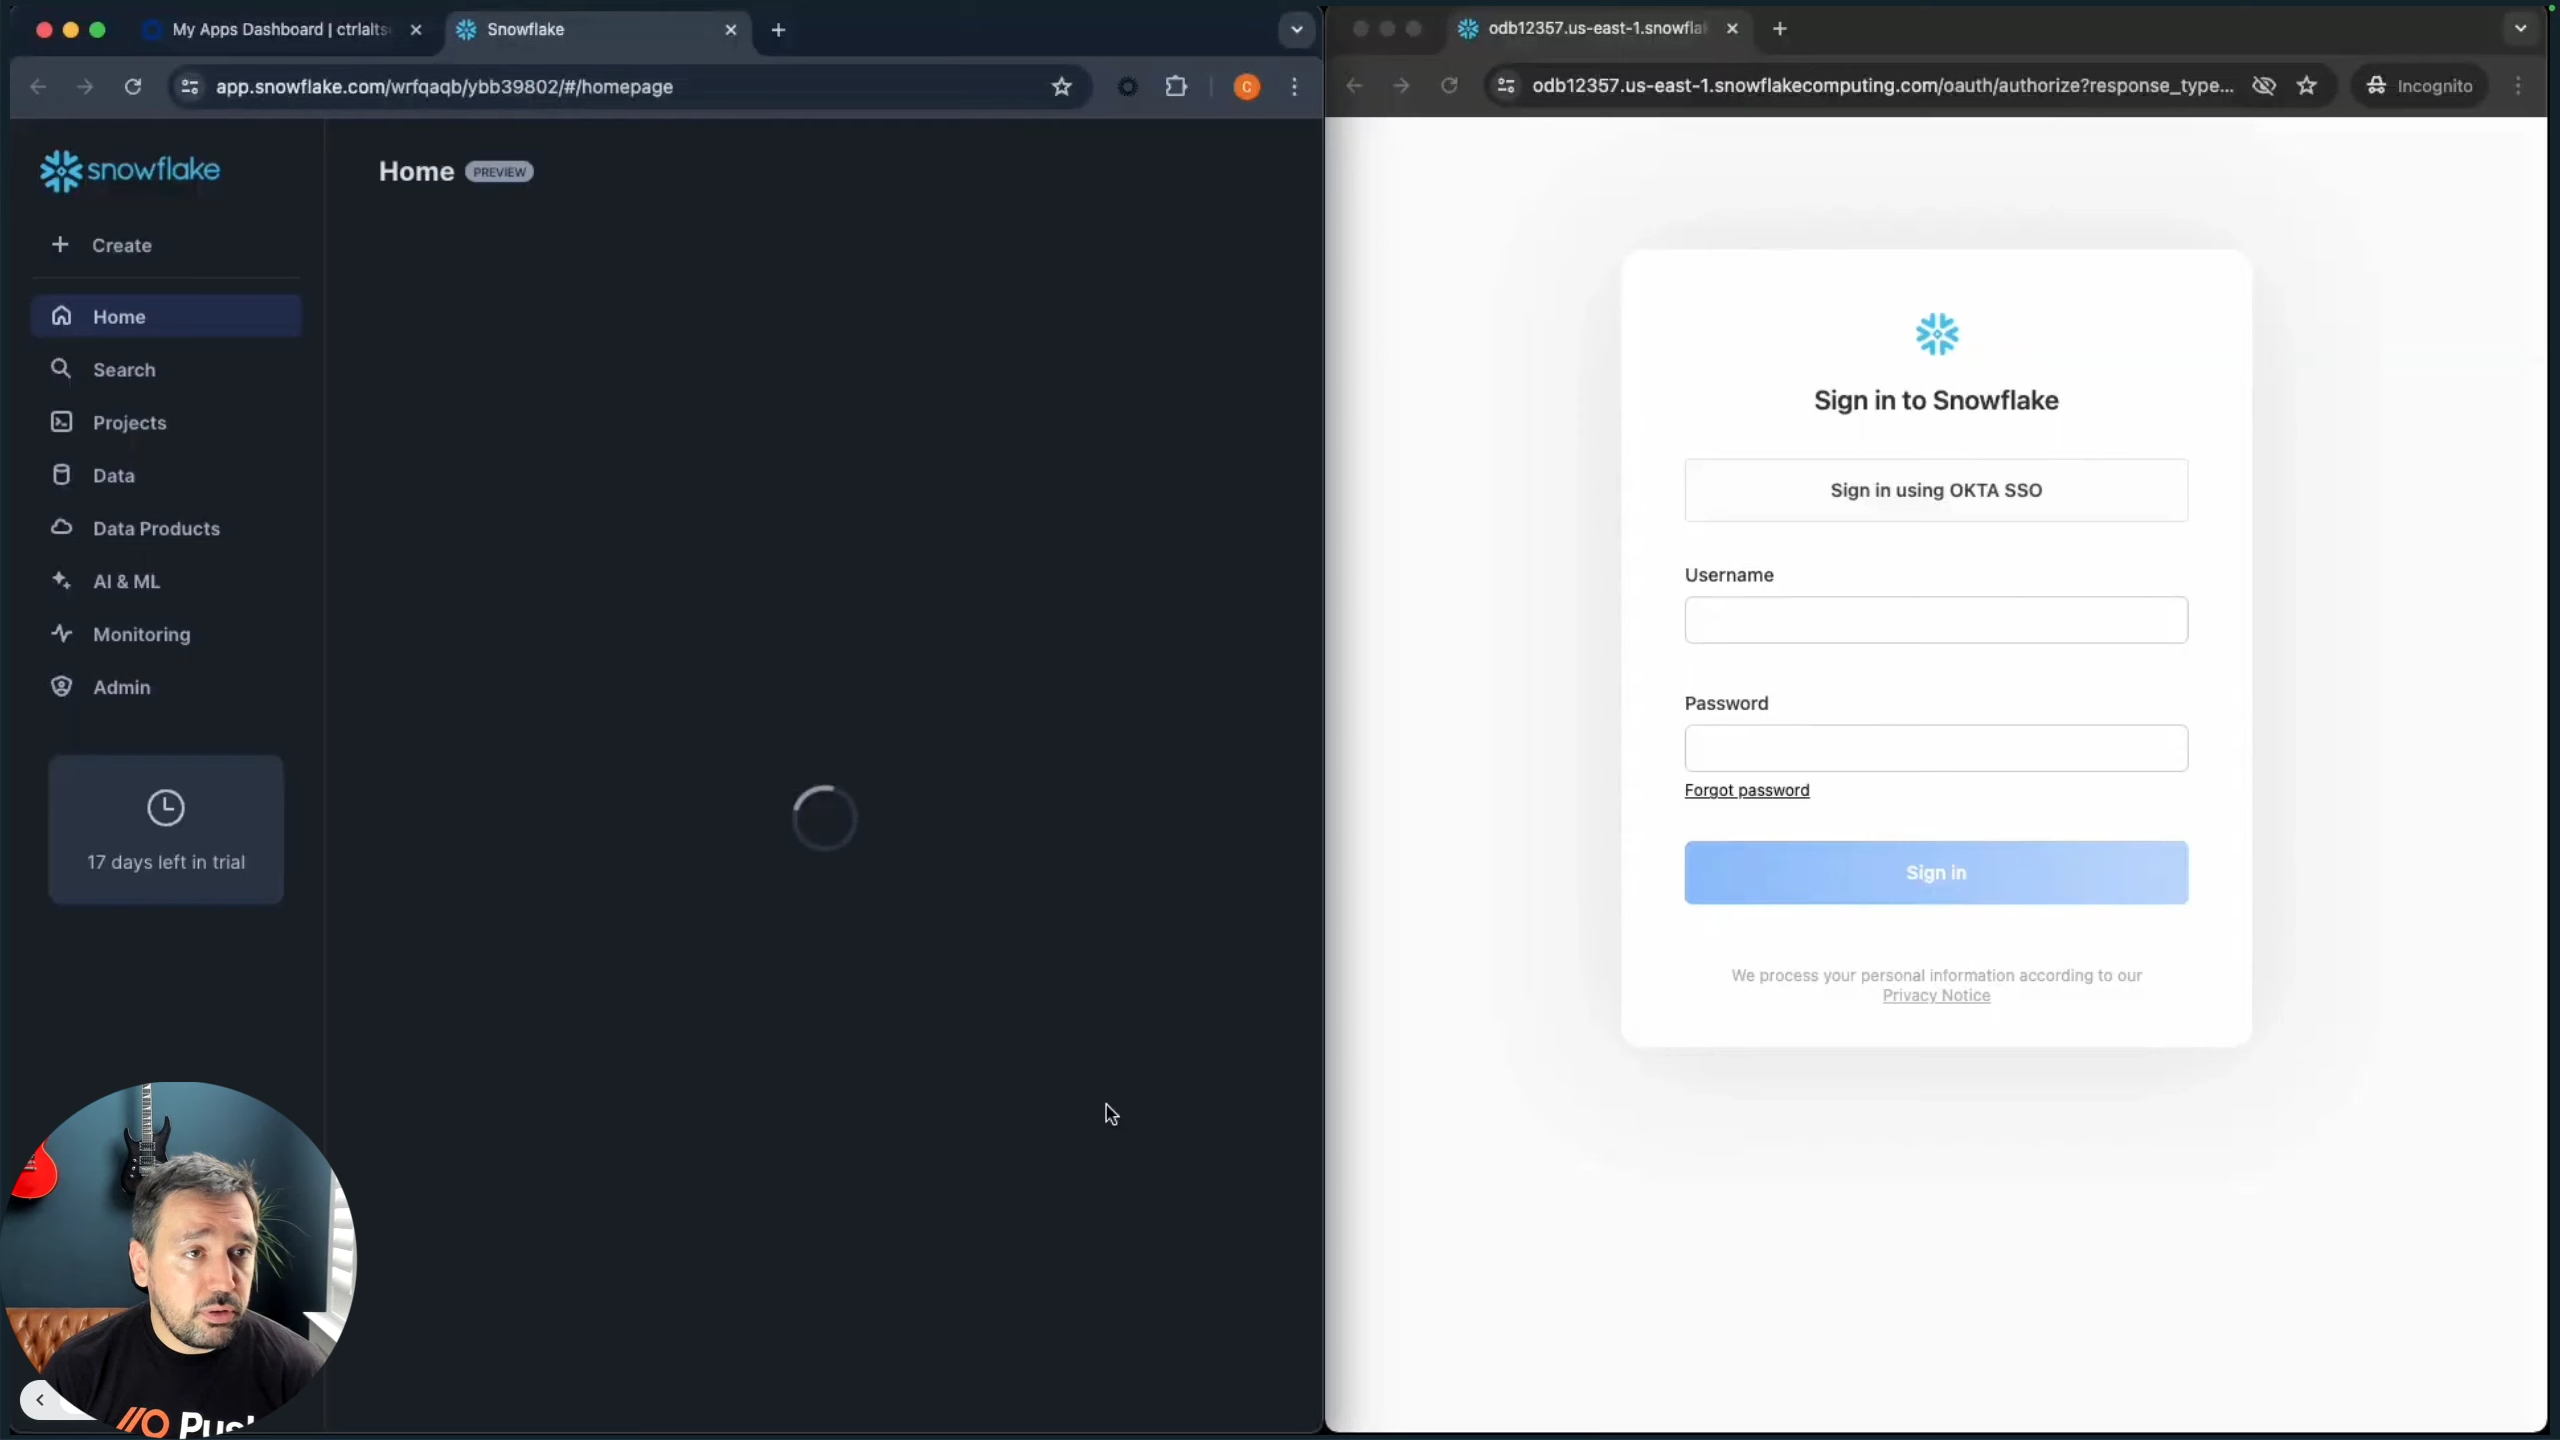 My Apps Dashboard | ctrlalts
Snowflake
app.snowflake.com/wrfqaqb/ybb39802/#/homepage
C
snowflake
Home
PREVIEW
Create
Home
Search
Projects
Data
Data Products
AI & ML
Monitoring
Admin
17 days left in trial
odb12357.us-east-1.snowfla
odb12357.us-east-1.snowflakecomputing.com/oauth/authorize?response_type...
Incognito
Sign in to Snowflake
Sign in using OKTA SSO
Username
Password
Forgot password
Sign in
We process your personal information according to our
Privacy Notice